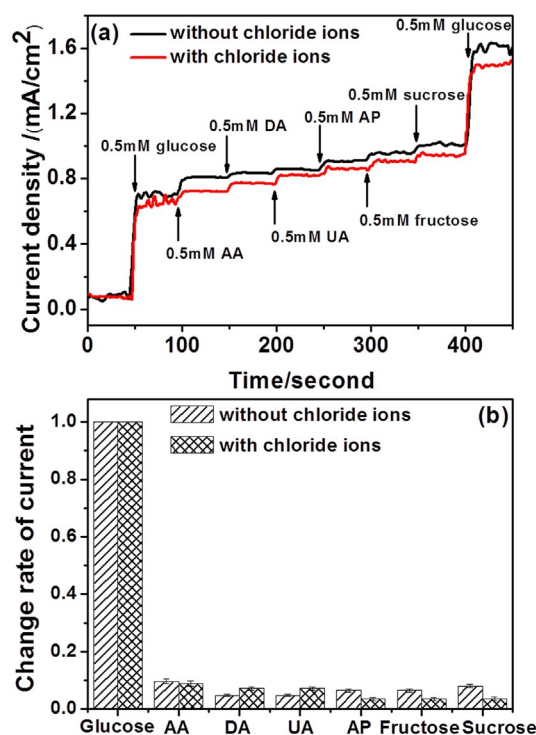 (a)
without chloride ions
with chloride ions
0.5mM glucose
0.5mM glucose
0.5mM DA
0.5mM AP
0.5mM sucrose
0.5mM AA
0.5mM UA
0.5mM fructose
Current density /(mA/cm²)
1.6
1.2
0.8
0.4
0.0
0 100 200 300 400
Time/second
(b)
without chloride ions
with chloride ions
Change rate of current
1.0
0.8
0.6
0.4
0.2
0.0
Glucose AA DA UA AP Fructose Sucrose